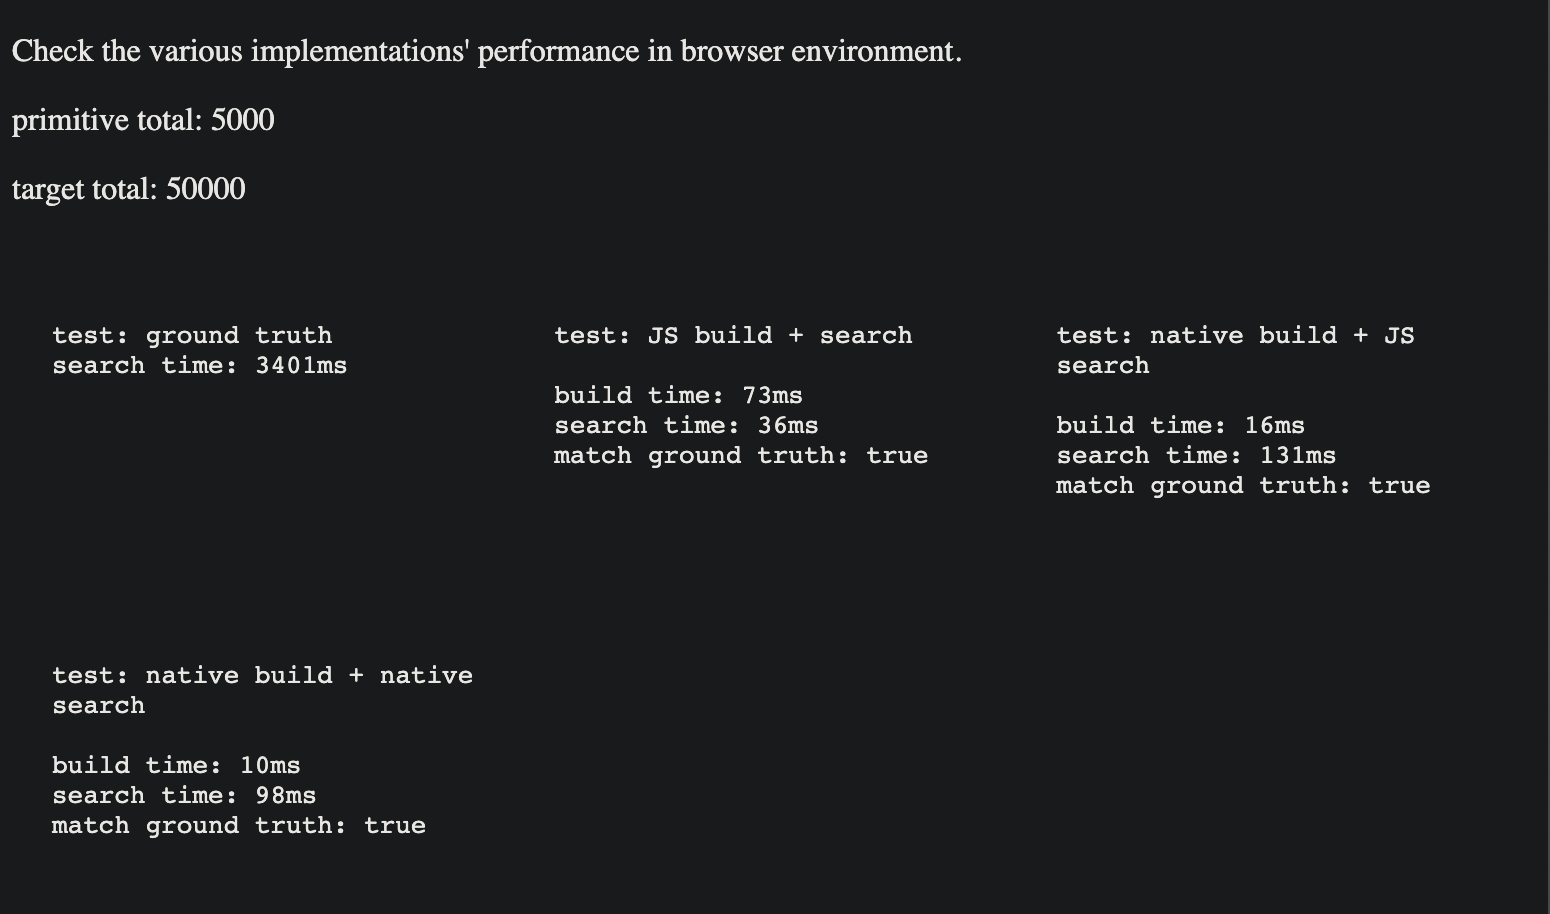 Check the various implementations' performance in browser environment.
primitive total: 5000
target total: 50000
test: ground truth
search time: 3401ms
test: JS build + search
build time: 73ms
search time: 36ms
match ground truth: true
test: native build + JS
search
build time: 16ms
search time: 131ms
match ground truth: true
test: native build + native
search
build time: 10ms
search time: 98ms
match ground truth: true